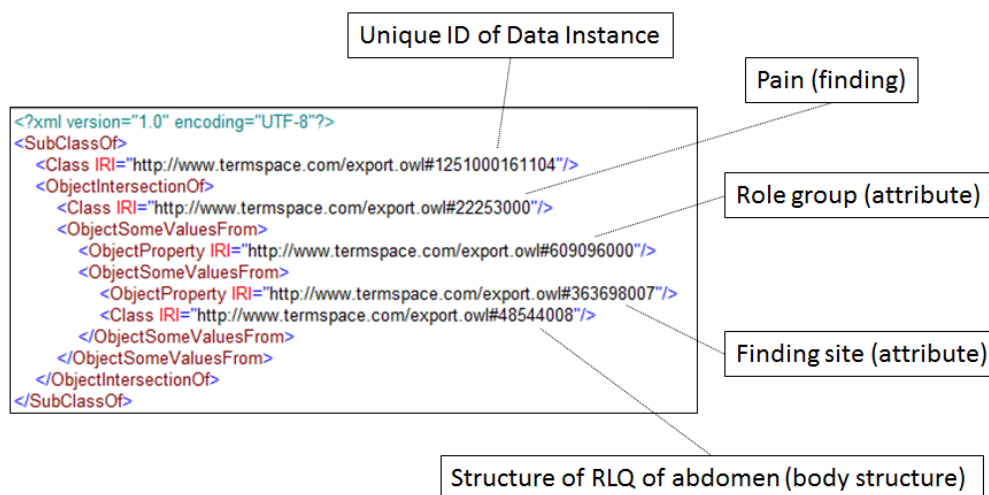 Unique ID of Data Instance
Pain (finding)
<?xml version="1.0" encoding="UTF-8"?>
<SubClassOf>
<Class IRI="http://www.termspace.com/export.owl#1251000161104"/>
<ObjectIntersectionOf>
<Class IRI="http://www.termspace.com/export.owl#22253000"/>
<ObjectSomeValuesFrom>
<ObjectProperty IRI="http://www.termspace.com/export.owl#609096000"/>
<ObjectSomeValuesFrom>
<ObjectProperty IRI="http://www.termspace.com/export.owl#363698007"/>
<Class IRI="http://www.termspace.com/export.owl#48544008"/>
</ObjectSomeValuesFrom>
</ObjectSomeValuesFrom>
</ObjectIntersectionOf>
</SubClassOf>
Role group (attribute)
Finding site (attribute)
Structure of RLQ of abdomen (body structure)